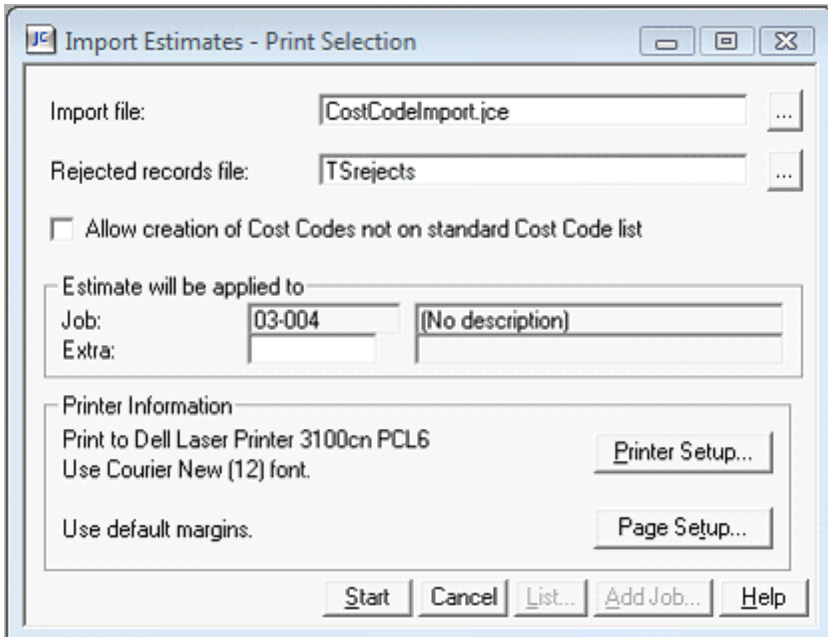 JC Import Estimates - Print Selection
Import file: CostCodeImport.jce ...
Rejected records file: TSrejects ...
Allow creation of Cost Codes not on standard Cost Code list
Estimate will be applied to
Job: 03-004 (No description)
Extra:
Printer Information
Print to Dell Laser Printer 3100cn PCL6
Use Courier New (12) font.
Printer Setup...
Use default margins.
Page Setup...
Start Cancel List... Add Job... Help